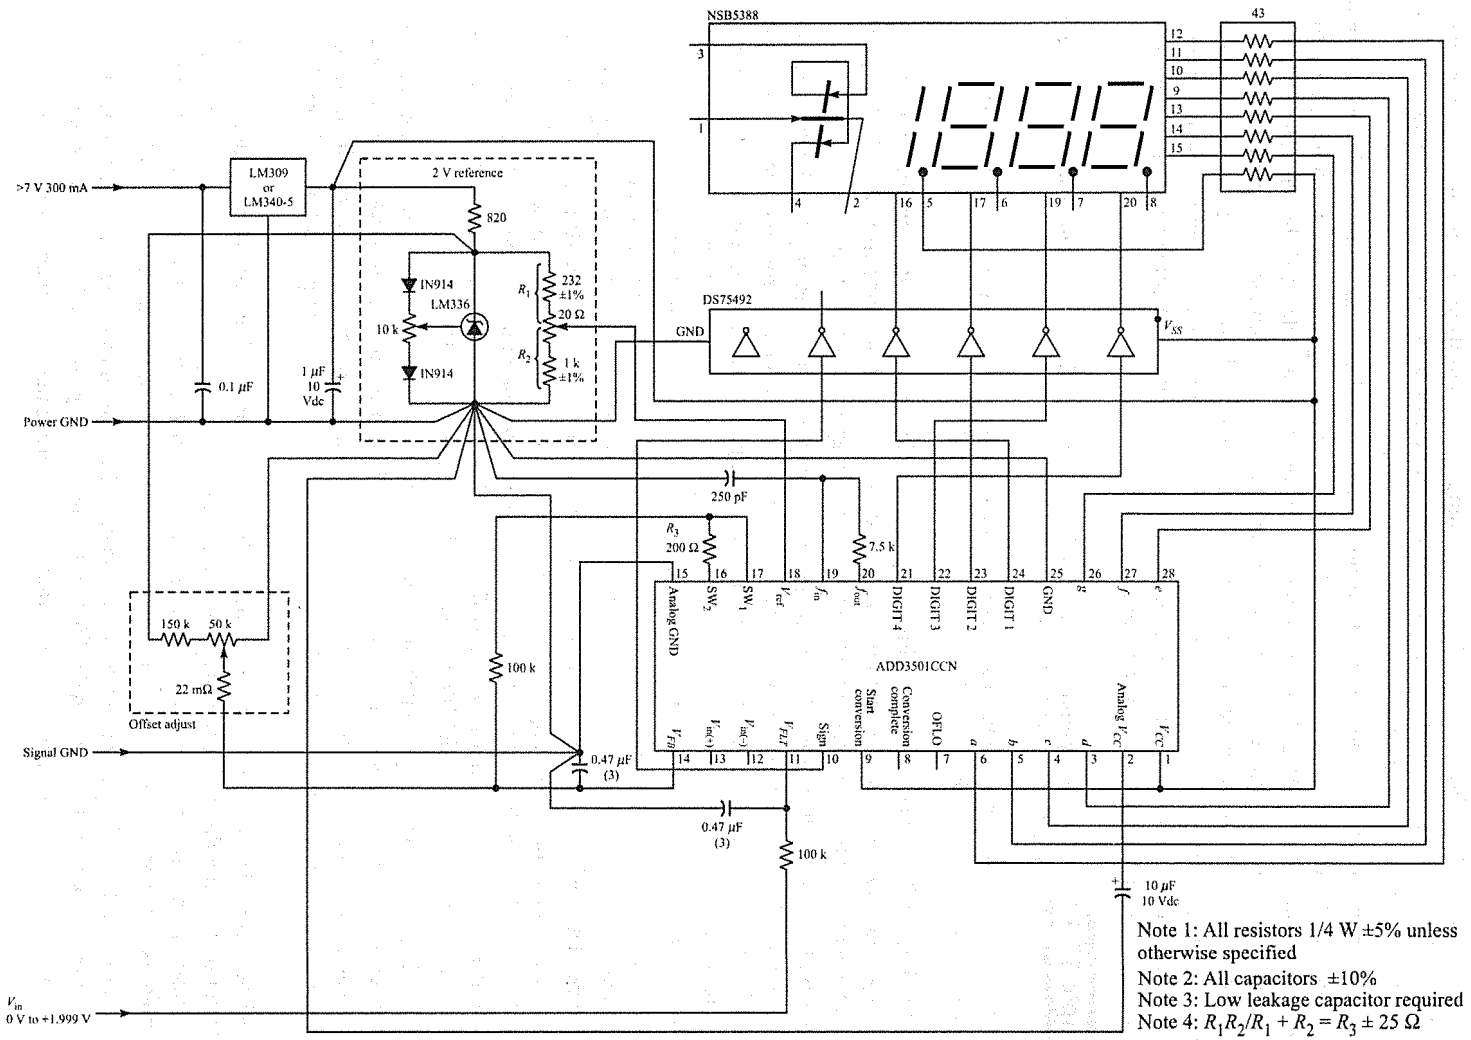 NSB5388
43
3
1
4
2
16
5
17
6
19
7
20
8
12
11
10
9
13
14
15
>7 V 300 mA
LM309
or
LM340-5
2 V reference
820
IN914
LM336
10 k
IN914
R1
232
±1%
20 Ω
R2
1 k
±1%
0.1 µF
1 µF
10
Vdc
+
Power GND
DS75492
GND
VSS
250 pF
R3
200 Ω
7.5 k
15
16
17
18
19
20
21
22
23
24
25
26
27
28
Analog GND
SW2
SW1
Vref
fin
fout
DIGIT 4
DIGIT 3
DIGIT 2
DIGIT 1
GND
g
f
e
ADD3501CCN
VFB
Vin(+)
Vin(−)
VFLT
Sign
Start
conversion
Conversion
complete
OFLO
a
b
c
d
Analog VCC
VCC
14
13
12
11
10
9
8
7
6
5
4
3
2
1
150 k
50 k
22 mΩ
Offset adjust
100 k
Signal GND
0.47 µF
(3)
0.47 µF
(3)
100 k
+
10 µF
10 Vdc
Vin
0 V to +1.999 V
Note 1: All resistors 1/4 W ±5% unless
otherwise specified
Note 2: All capacitors ±10%
Note 3: Low leakage capacitor required
Note 4: R1R2/R1 + R2 = R3 ± 25 Ω